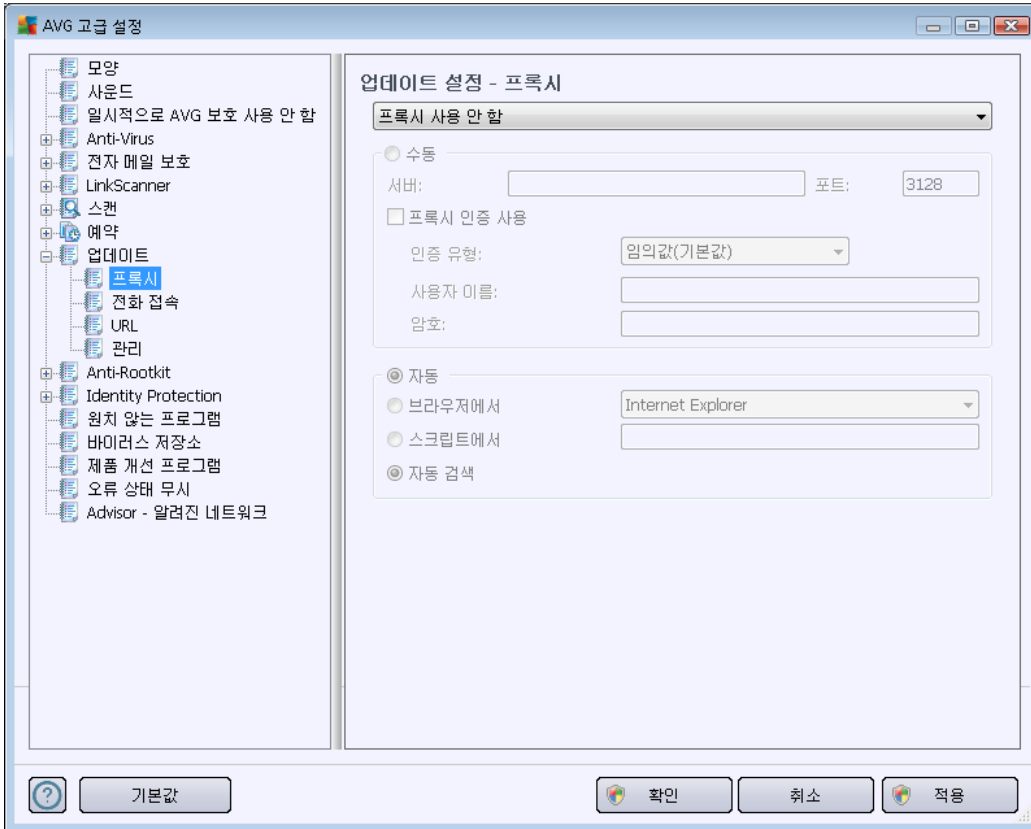 AVG 고급 설정
모양
사운드
일시적으로 AVG 보호 사용 안 함
Anti-Virus
전자 메일 보호
LinkScanner
스캔
예약
업데이트
프록시
전화 접속
URL
관리
Anti-Rootkit
Identity Protection
원치 않는 프로그램
바이러스 저장소
제품 개선 프로그램
오류 상태 무시
Advisor - 알려진 네트워크
업데이트 설정 - 프록시
프록시 사용 안 함
수동
서버: 포트: 3128
프록시 인증 사용
인증 유형: 임의값(기본값)
사용자 이름:
암호:
자동
브라우저에서 Internet Explorer
스크립트에서
자동 검색
기본값 확인 취소 적용